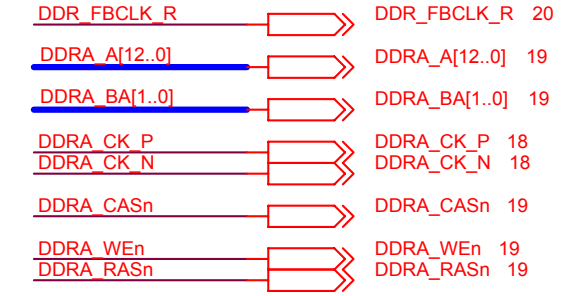 DDR_FBCLK_R DDR_FBCLK_R 20
DDRA_A[12..0] DDRA_A[12..0] 19
DDRA_BA[1..0] DDRA_BA[1..0] 19
DDRA_CK_P DDRA_CK_P 18
DDRA_CK_N DDRA_CK_N 18
DDRA_CASn DDRA_CASn 19
DDRA_WEn DDRA_WEn 19
DDRA_RASn DDRA_RASn 19